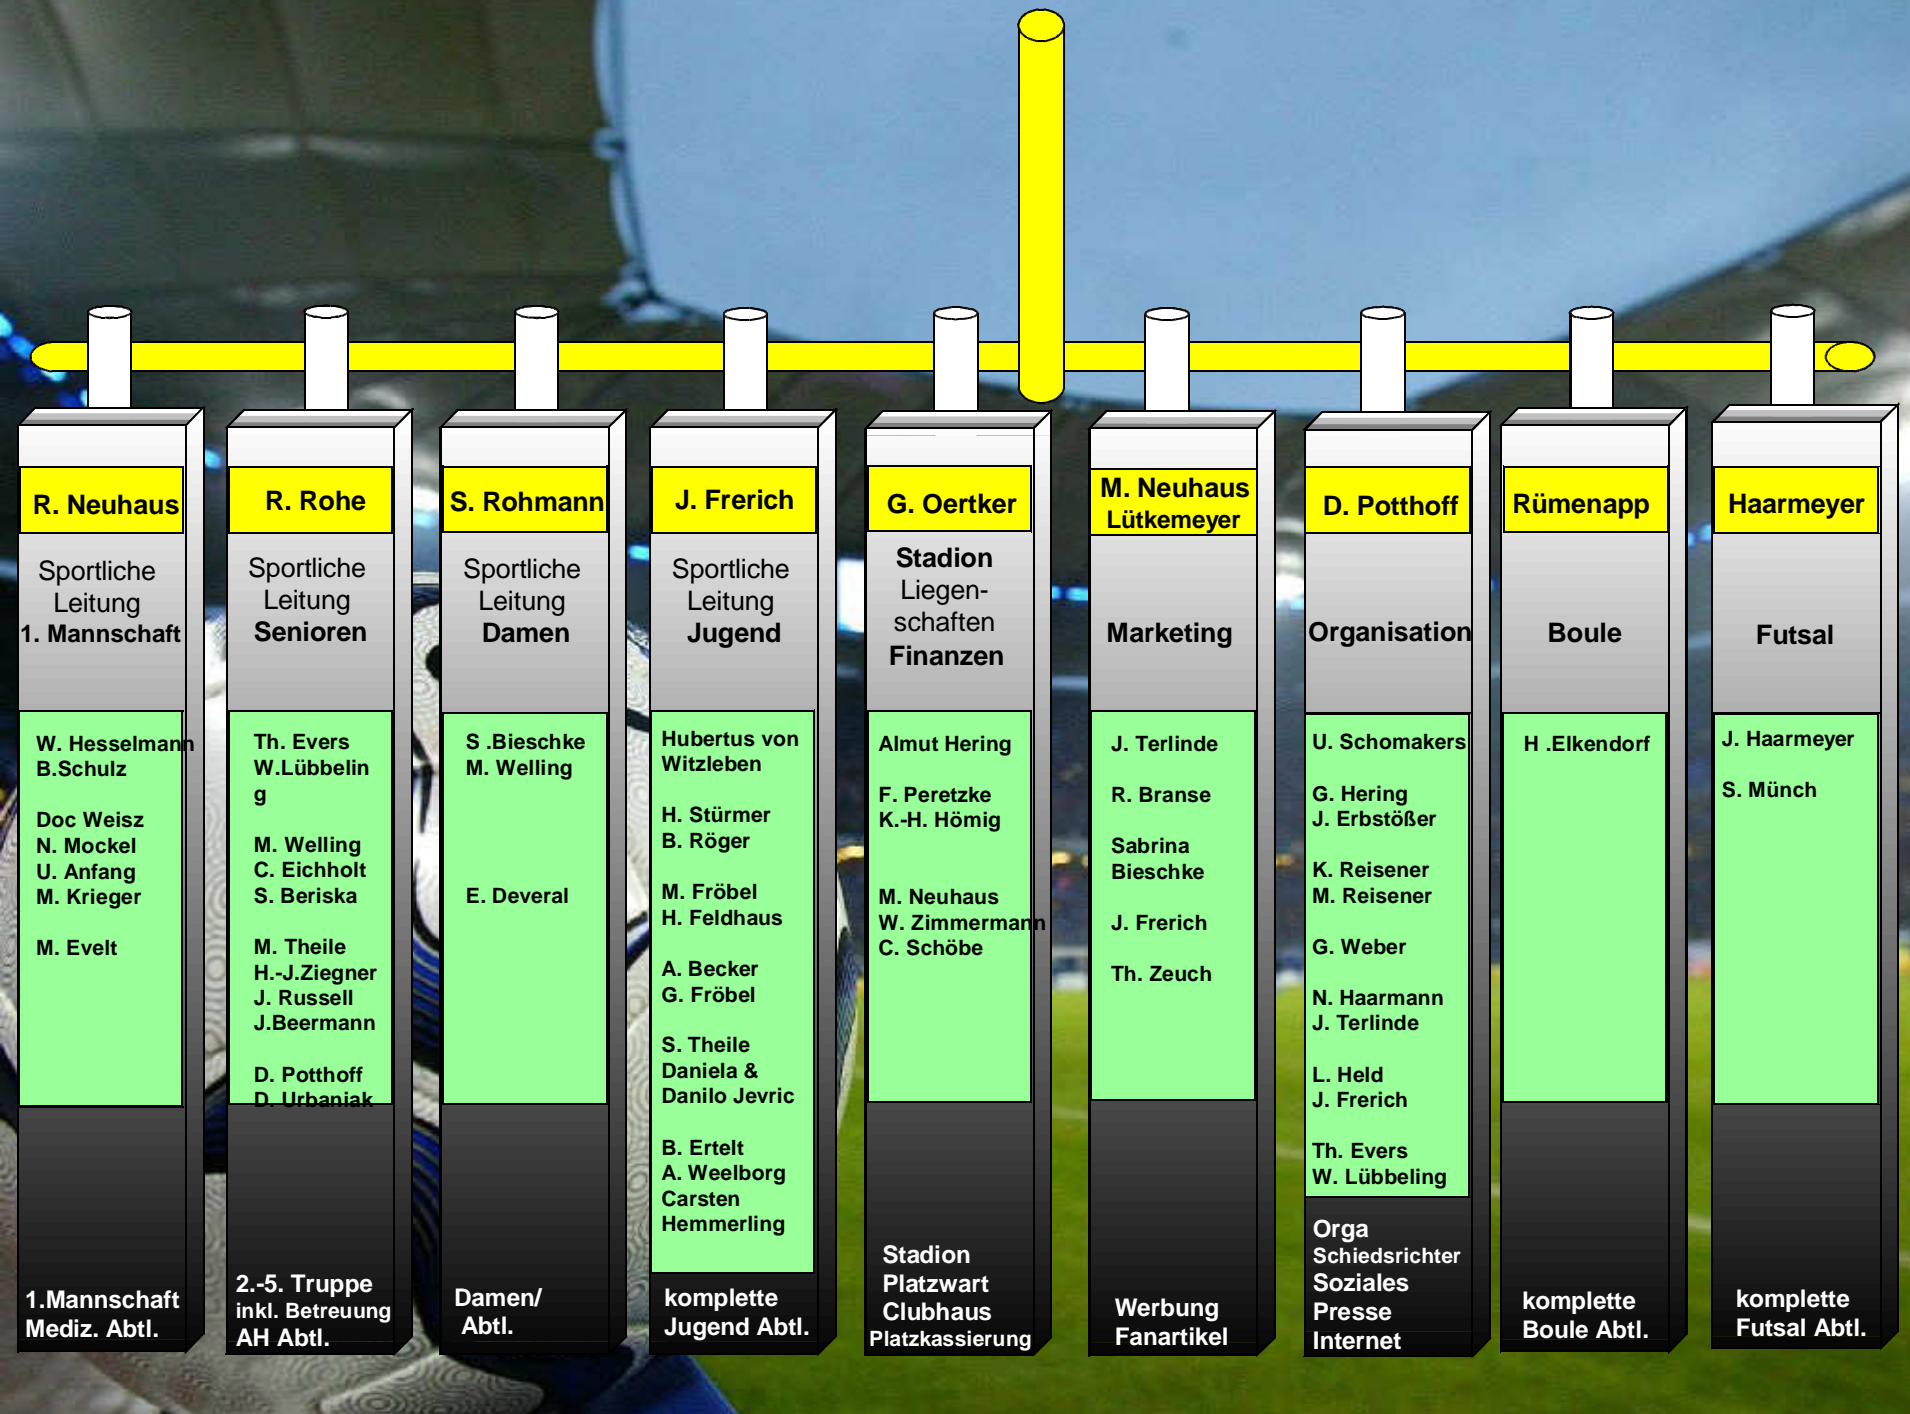 R. Neuhaus
Sportliche
Leitung
1. Mannschaft
W. Hesselmann
B.Schulz
Doc Weisz
N. Mockel
U. Anfang
M. Krieger
M. Evelt
1.Mannschaft
Mediz. Abtl.
R. Rohe
Sportliche
Leitung
Senioren
Th. Evers
W.Lübbelin
g
M. Welling
C. Eichholt
S. Beriska
M. Theile
H.-J.Ziegner
J. Russell
J.Beermann
D. Potthoff
D. Urbaniak
2.-5. Truppe
inkl. Betreuung
AH Abtl.
S. Rohmann
Sportliche
Leitung
Damen
S .Bieschke
M. Welling
E. Deveral
Damen/
Abtl.
J. Frerich
Sportliche
Leitung
Jugend
Hubertus von
Witzleben
H. Stürmer
B. Röger
M. Fröbel
H. Feldhaus
A. Becker
G. Fröbel
S. Theile
Daniela &
Danilo Jevric
B. Ertelt
A. Weelborg
Carsten
Hemmerling
komplette
Jugend Abtl.
G. Oertker
Stadion
Liegen-
schaften
Finanzen
Almut Hering
F. Peretzke
K.-H. Hömig
M. Neuhaus
W. Zimmermann
C. Schöbe
Stadion
Platzwart
Clubhaus
Platzkassierung
M. Neuhaus
Lütkemeyer
Marketing
J. Terlinde
R. Branse
Sabrina
Bieschke
J. Frerich
Th. Zeuch
Werbung
Fanartikel
D. Potthoff
Organisation
U. Schomakers
G. Hering
J. Erbstößer
K. Reisener
M. Reisener
G. Weber
N. Haarmann
J. Terlinde
L. Held
J. Frerich
Th. Evers
W. Lübbeling
Orga
Schiedsrichter
Soziales
Presse
Internet
Rümenapp
Boule
H .Elkendorf
komplette
Boule Abtl.
Haarmeyer
Futsal
J. Haarmeyer
S. Münch
komplette
Futsal Abtl.